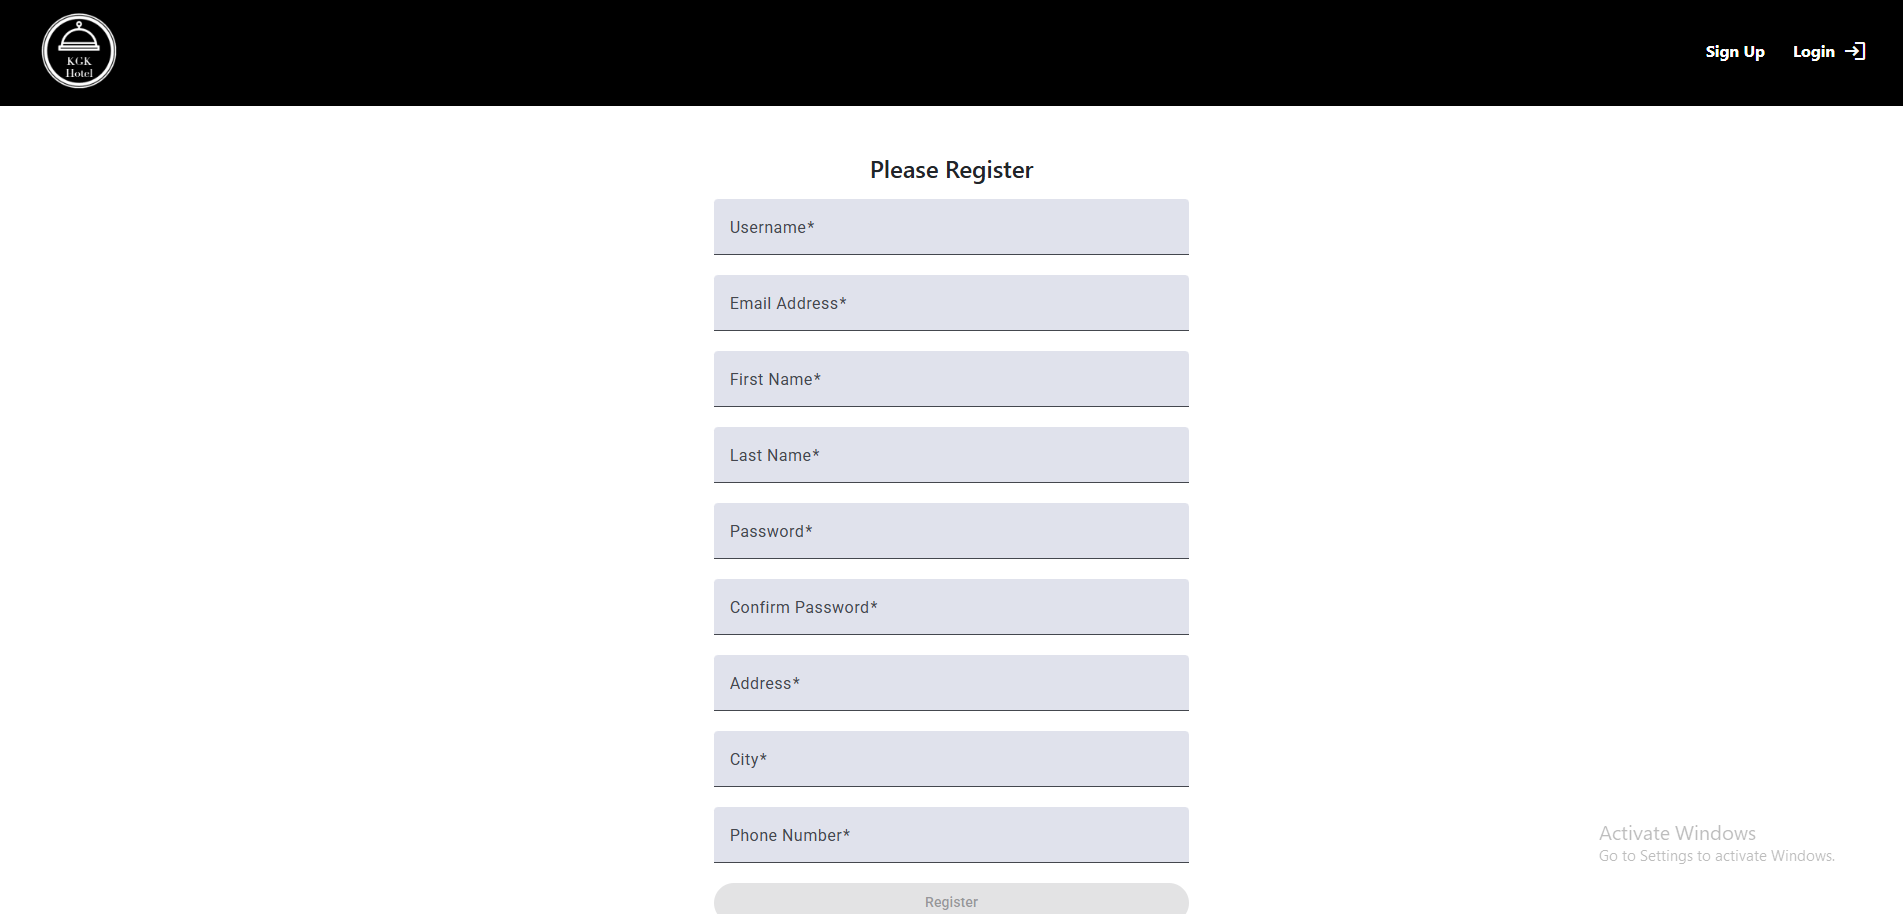 KGK
Hotel
Sign Up
Login
Please Register
Username*
Email Address*
First Name*
Last Name*
Password*
Confirm Password*
Address*
City*
Phone Number*
Activate Windows
Go to Settings to activate Windows.
Register